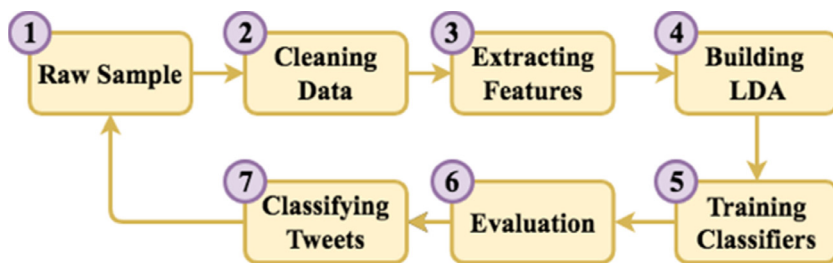 1
Raw Sample
2
Cleaning
Data
3
Extracting
Features
4
Building
LDA
5
Training
Classifiers
6
Evaluation
7
Classifying
Tweets